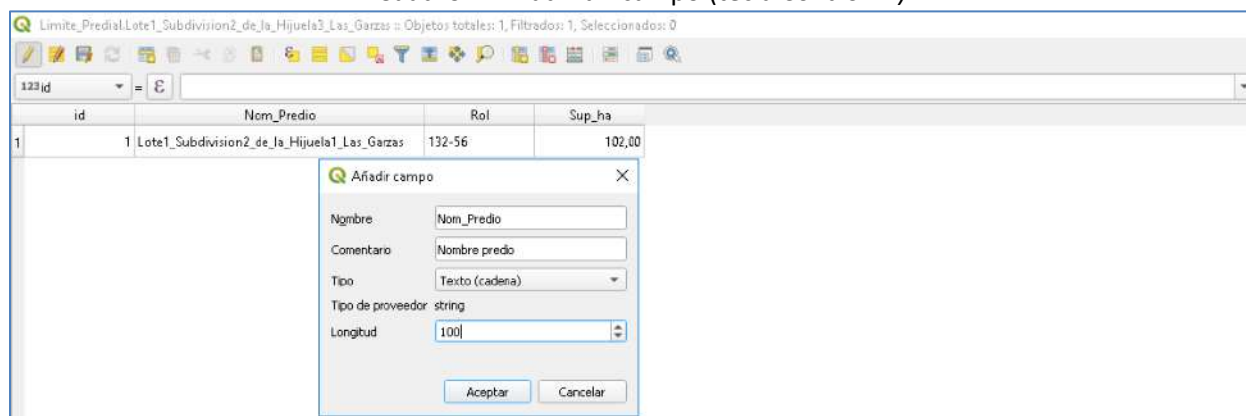 Limite_Predial.Lote1_Subdivision2_de_la_Hijuela3_Las_Garzas :: Objetos totales: 1, Filtrados: 1, Seleccionados: 0
123 id = ε
id Nom_Predio Rol Sup_ha
1 1 Lote1_Subdivision2_de_la_Hijuela1_Las_Garzas 132-56 102,00
Añadir campo
Nombre Nom_Predio
Comentario Nombre predio
Tipo Texto (cadena)
Tipo de proveedor string
Longitud 100
Aceptar Cancelar